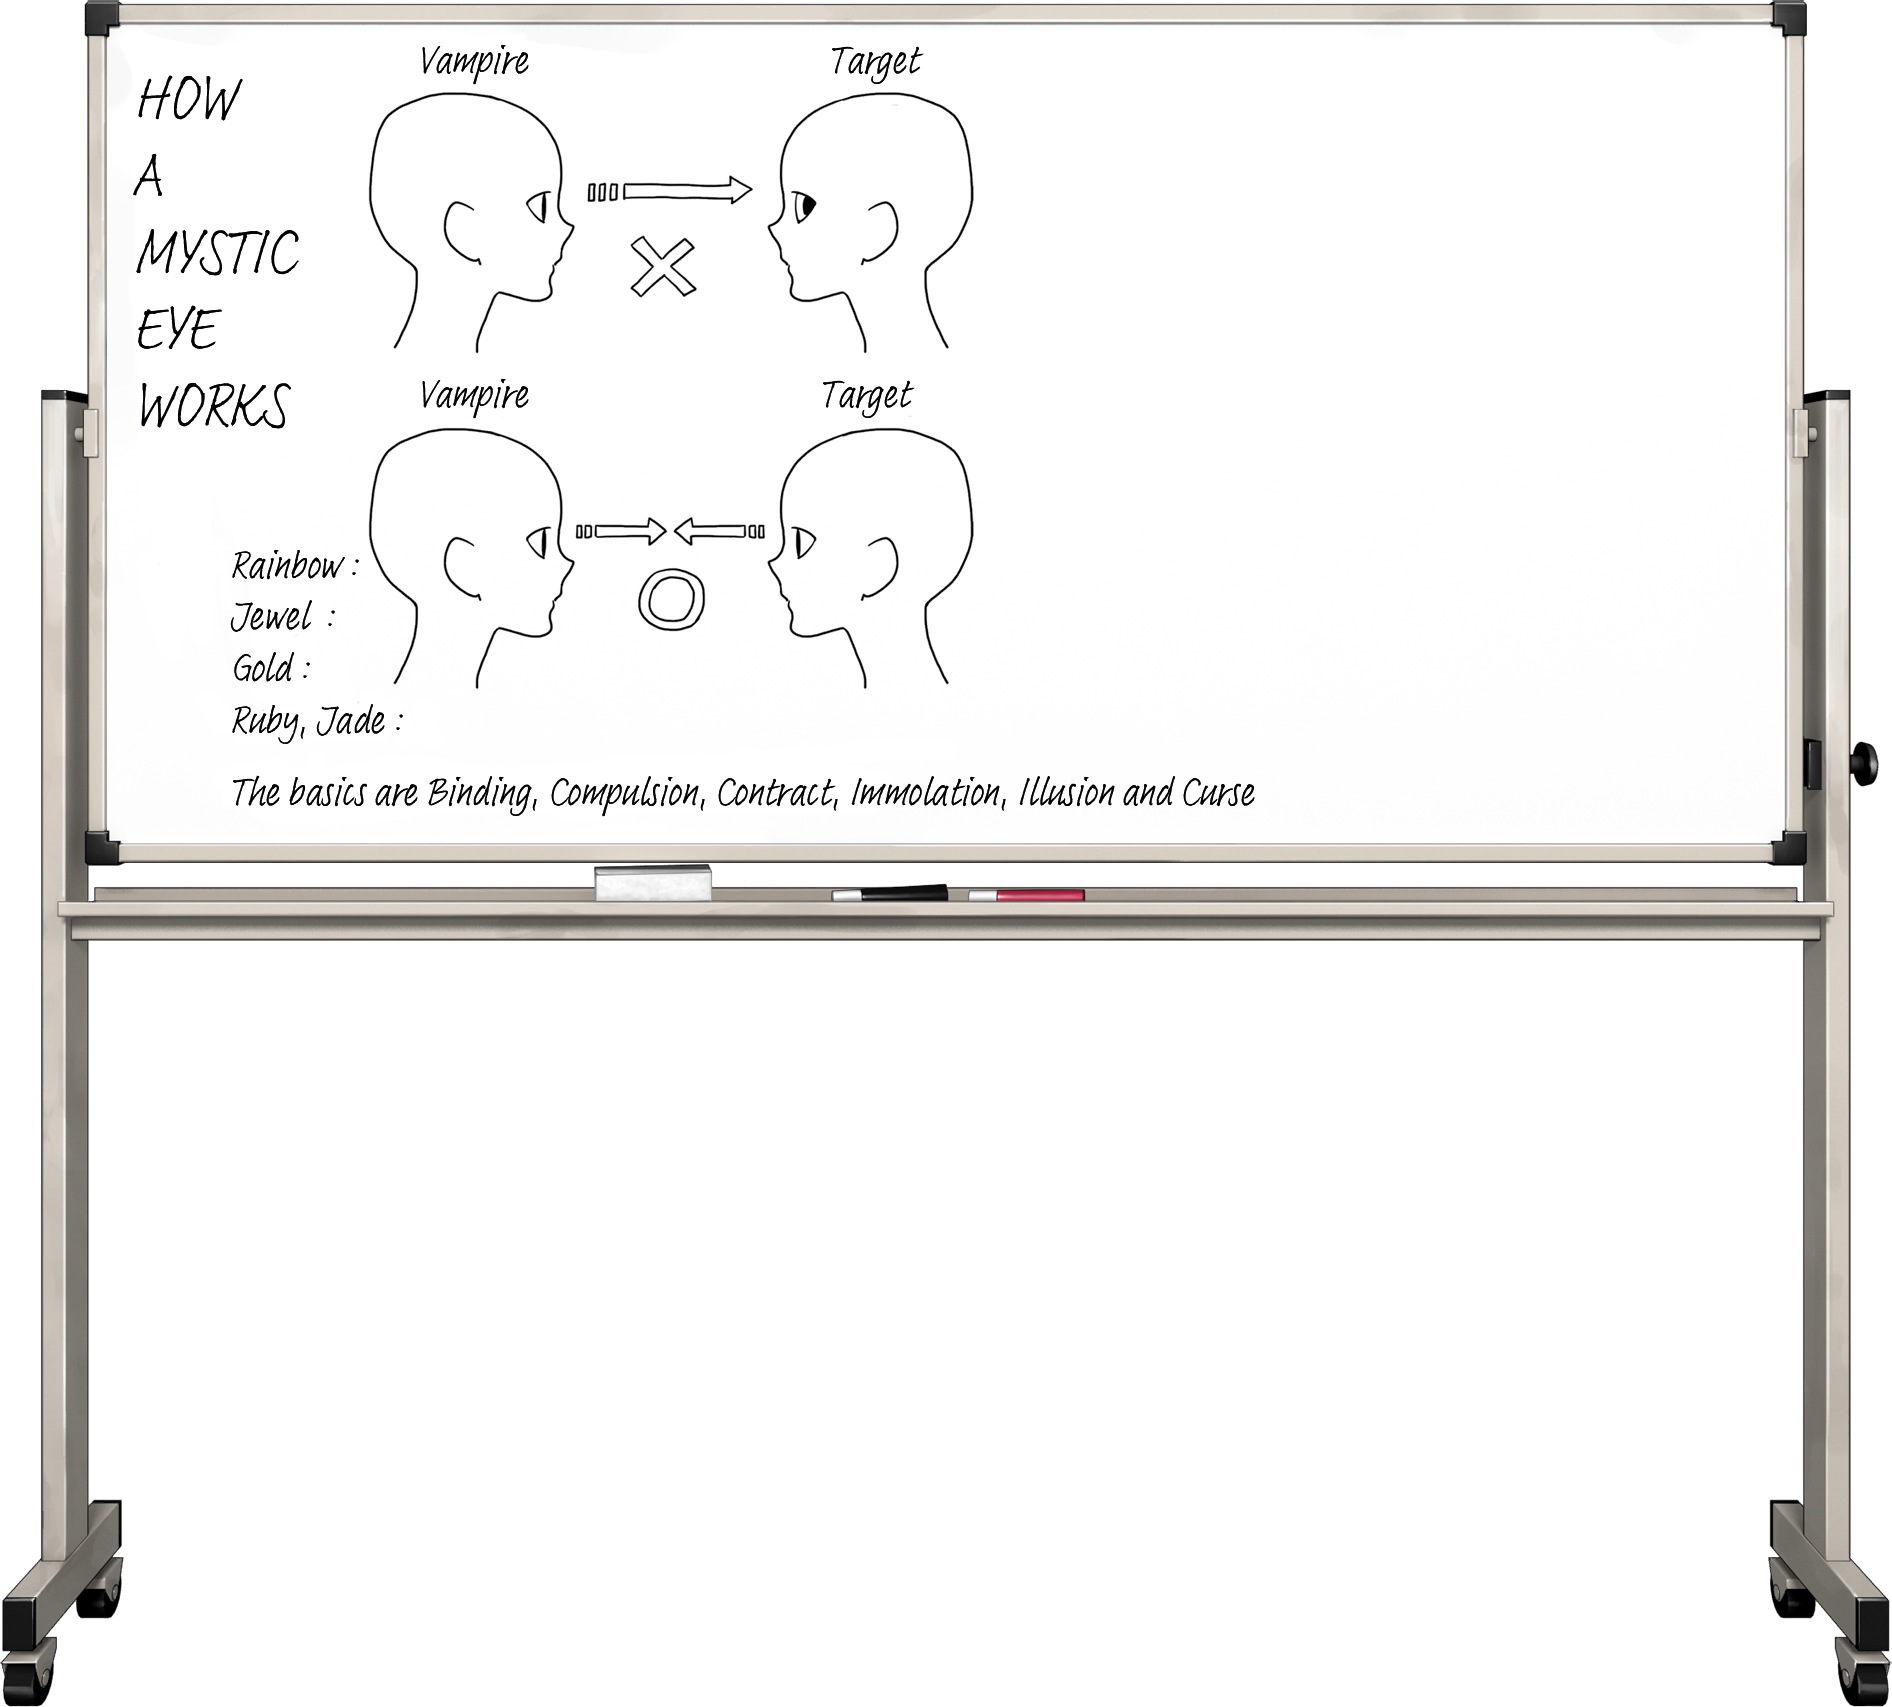 HOW
A
MYSTIC
EYE
WORKS
Vampire
Target
Vampire
Target
Rainbow :
Jewel :
Gold :
Ruby, Jade :
The basics are Binding, Compulsion, Contract, Immolation, Illusion and Curse